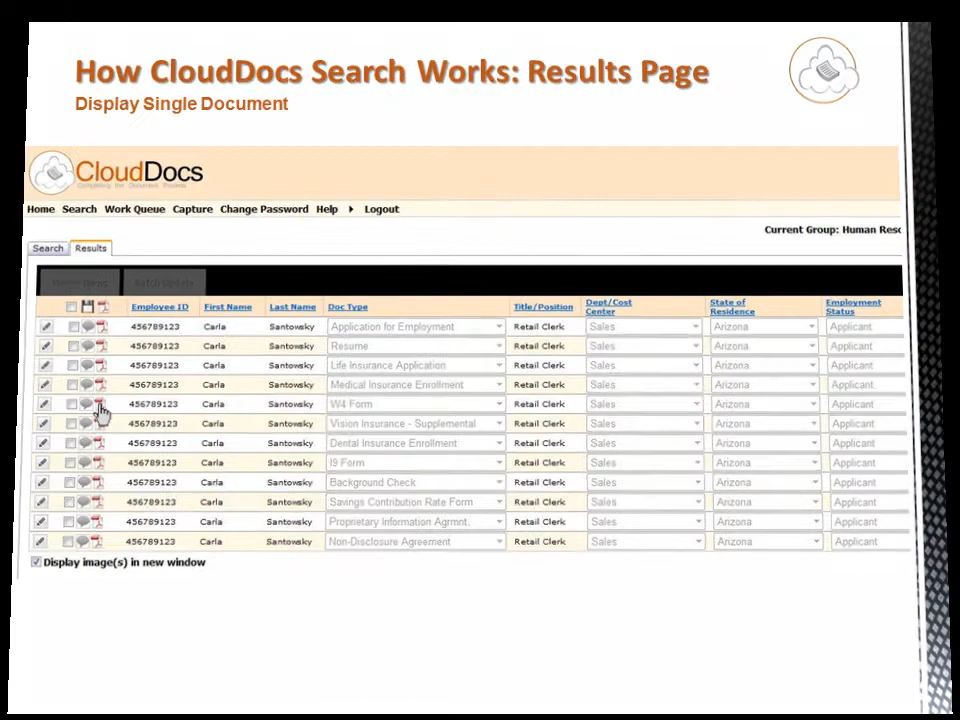 How CloudDocs Search Works: Results Page
Display Single Document
CloudDocs
Completing the Document Process
Home Search Work Queue Capture Change Password Help Logout
Current Group: Human Reso
Search Results
Batch Update
Employee ID First Name Last Name Doc Type Title/Position Dept/Cost Center State of Residence Employment Status
456789123 Carla Santowsky Application for Employment Retail Clerk Sales Arizona Applicant
456789123 Carla Santowsky Resume Retail Clerk Sales Arizona Applicant
456789123 Carla Santowsky Life Insurance Application Retail Clerk Sales Arizona Applicant
456789123 Carla Santowsky Medical Insurance Enrollment Retail Clerk Sales Arizona Applicant
456789123 Carla Santowsky W4 Form Retail Clerk Sales Arizona Applicant
456789123 Carla Santowsky Vision Insurance - Supplemental Retail Clerk Sales Arizona Applicant
456789123 Carla Santowsky Dental Insurance Enrollment Retail Clerk Sales Arizona Applicant
456789123 Carla Santowsky I9 Form Retail Clerk Sales Arizona Applicant
456789123 Carla Santowsky Background Check Retail Clerk Sales Arizona Applicant
456789123 Carla Santowsky Savings Contribution Rate Form Retail Clerk Sales Arizona Applicant
456789123 Carla Santowsky Proprietary Information Agrmnt. Retail Clerk Sales Arizona Applicant
456789123 Carla Santowsky Non-Disclosure Agreement Retail Clerk Sales Arizona Applicant
Display image(s) in new window